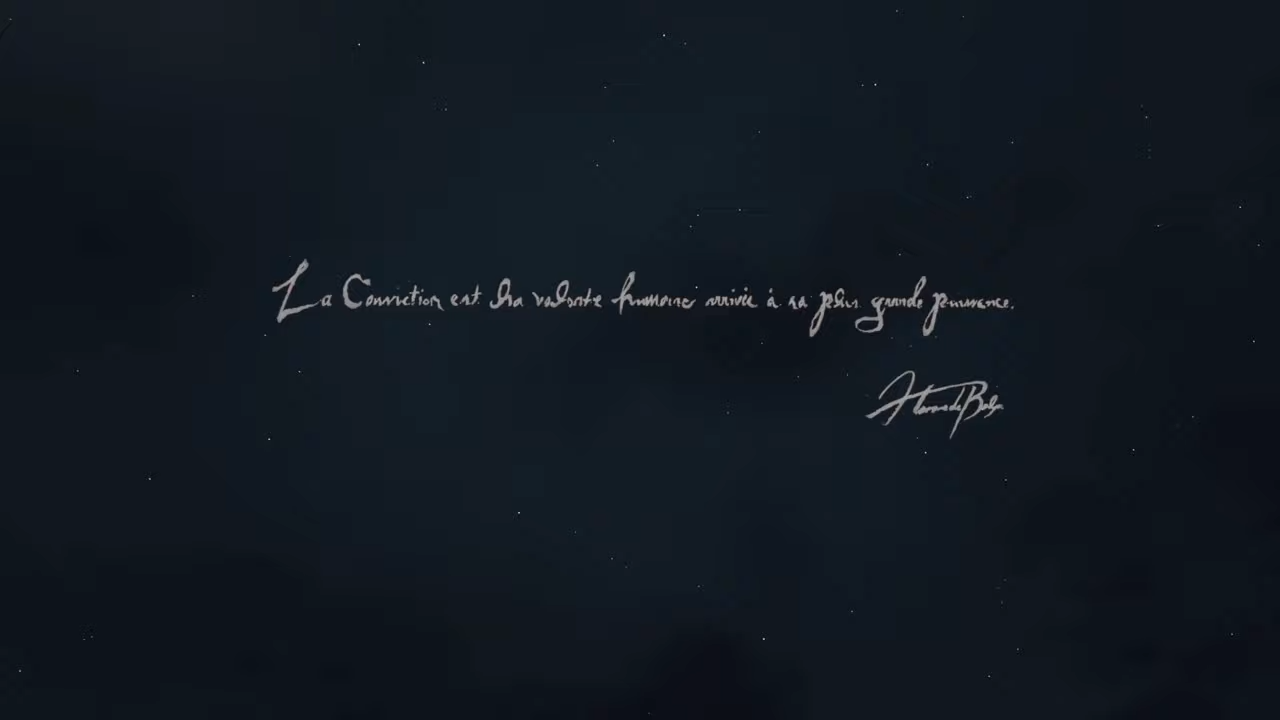 La Conviction est la volonté humaine arrivée à sa plus grande puissance.